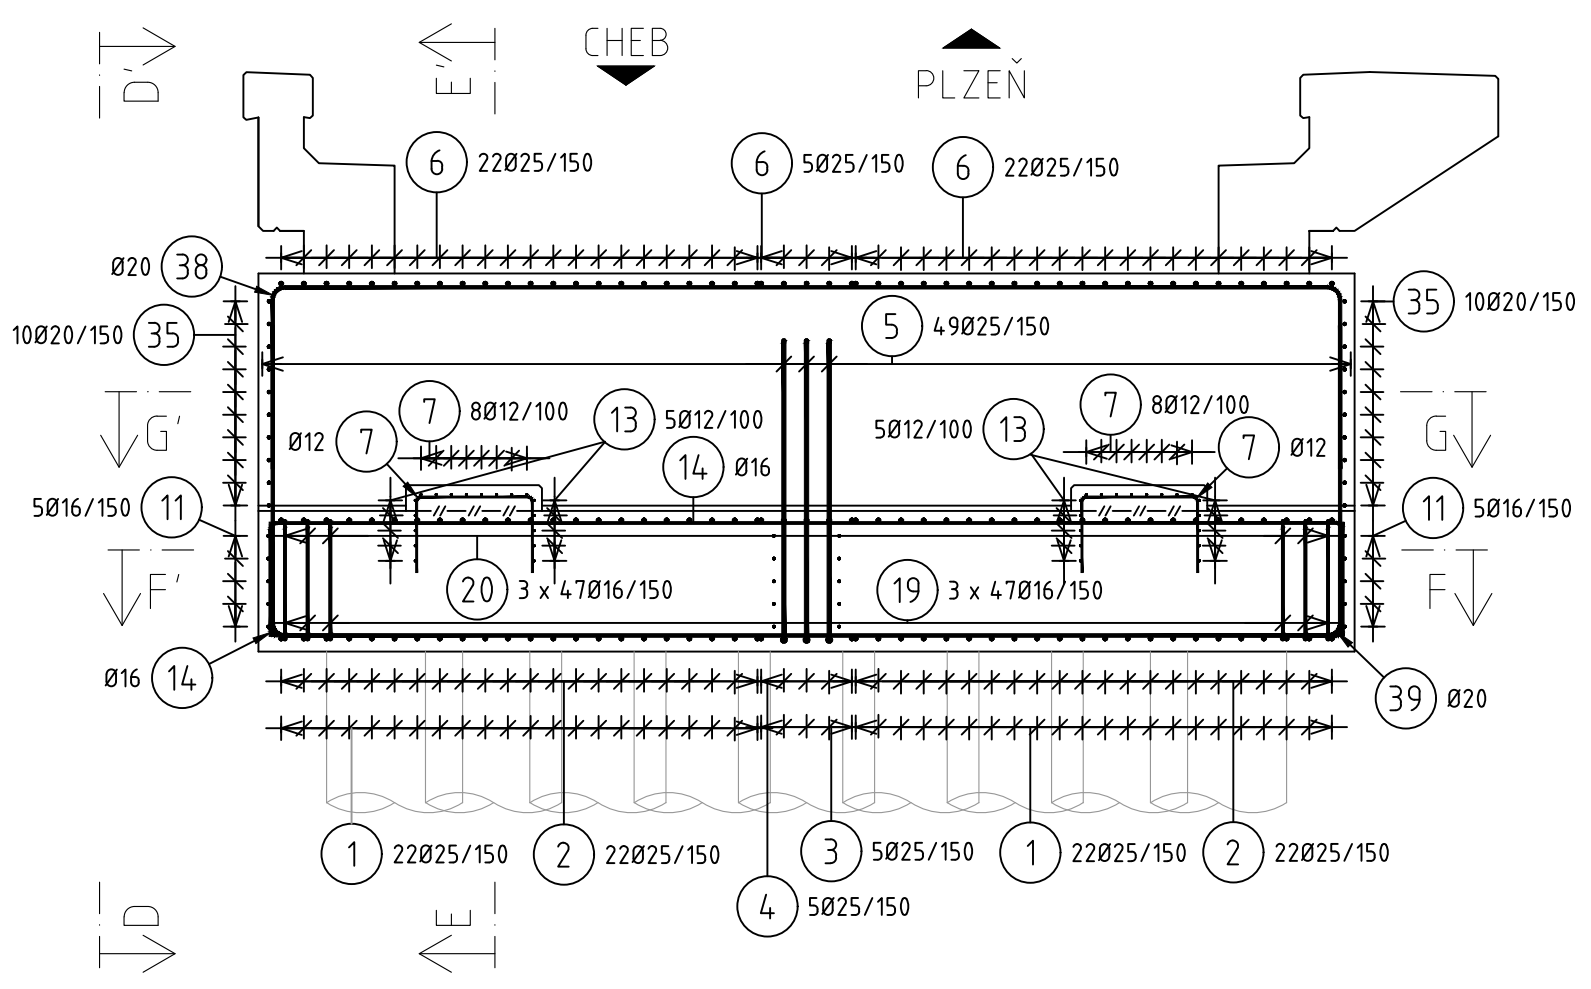 CHEB
PLZEŇ
D'
E'
6 22Ø25/150
6 5Ø25/150
6 22Ø25/150
Ø20 38
35 10Ø20/150
10Ø20/150 35
5 49Ø25/150
7 8Ø12/100
13 5Ø12/100
5Ø12/100 13
7 8Ø12/100
G'
G
Ø12 7
7 Ø12
14 Ø16
5Ø16/150 11
11 5Ø16/150
F'
F
20 3 x 47Ø16/150
19 3 x 47Ø16/150
Ø16 14
39 Ø20
1 22Ø25/150
2 22Ø25/150
3 5Ø25/150
1 22Ø25/150
2 22Ø25/150
4 5Ø25/150
D
E